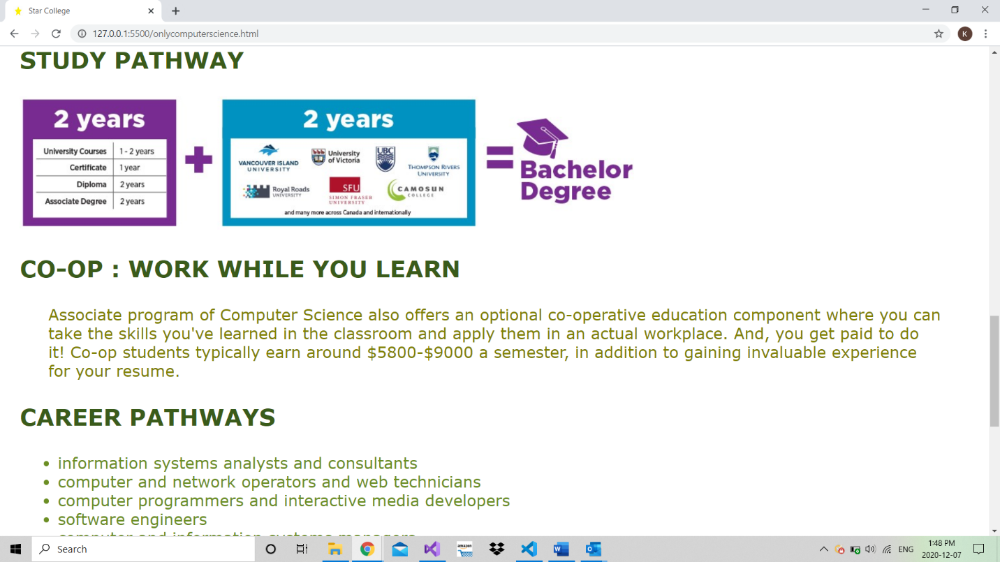 Star College
127.0.0.1:5500/onlycomputerscience.html
K
STUDY PATHWAY
2 years
University Courses 1 - 2 years
Certificate 1 year
Diploma 2 years
Associate Degree 2 years
+
2 years
VANCOUVER ISLAND
UNIVERSITY
University
of Victoria
UBC
THOMPSON RIVERS
UNIVERSITY
Royal Roads
UNIVERSITY
SFU
SIMON FRASER
UNIVERSITY
CAMOSUN
COLLEGE
and many more across Canada and internationally
=
Bachelor
Degree
CO-OP : WORK WHILE YOU LEARN
Associate program of Computer Science also offers an optional co-operative education component where you can
take the skills you've learned in the classroom and apply them in an actual workplace. And, you get paid to do
it! Co-op students typically earn around $5800-$9000 a semester, in addition to gaining invaluable experience
for your resume.
CAREER PATHWAYS
• information systems analysts and consultants
• computer and network operators and web technicians
• computer programmers and interactive media developers
• software engineers
• computer and information systems managers
Search
amazon
ENG
1:48 PM
2020-12-07